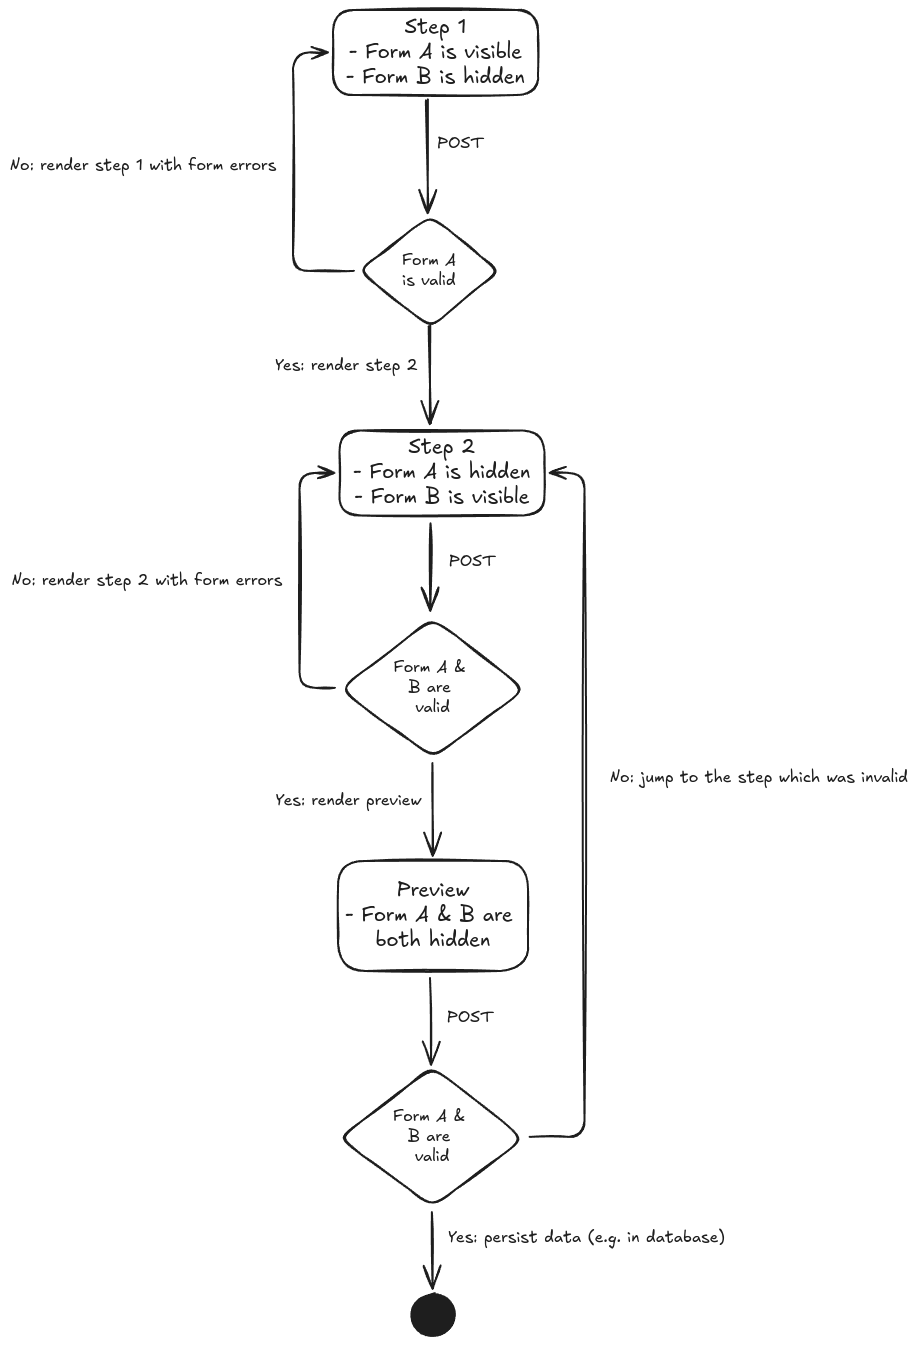 Step 1
- Form A is visible
- Form B is hidden
POST
No: render step 1 with form errors
Form A
is valid
Yes: render step 2
Step 2
- Form A is hidden
- Form B is visible
POST
No: render step 2 with form errors
Form A &
B are
valid
No: jump to the step which was invalid
Yes: render preview
Preview
- Form A & B are
both hidden
POST
Form A &
B are
valid
Yes: persist data (e.g. in database)